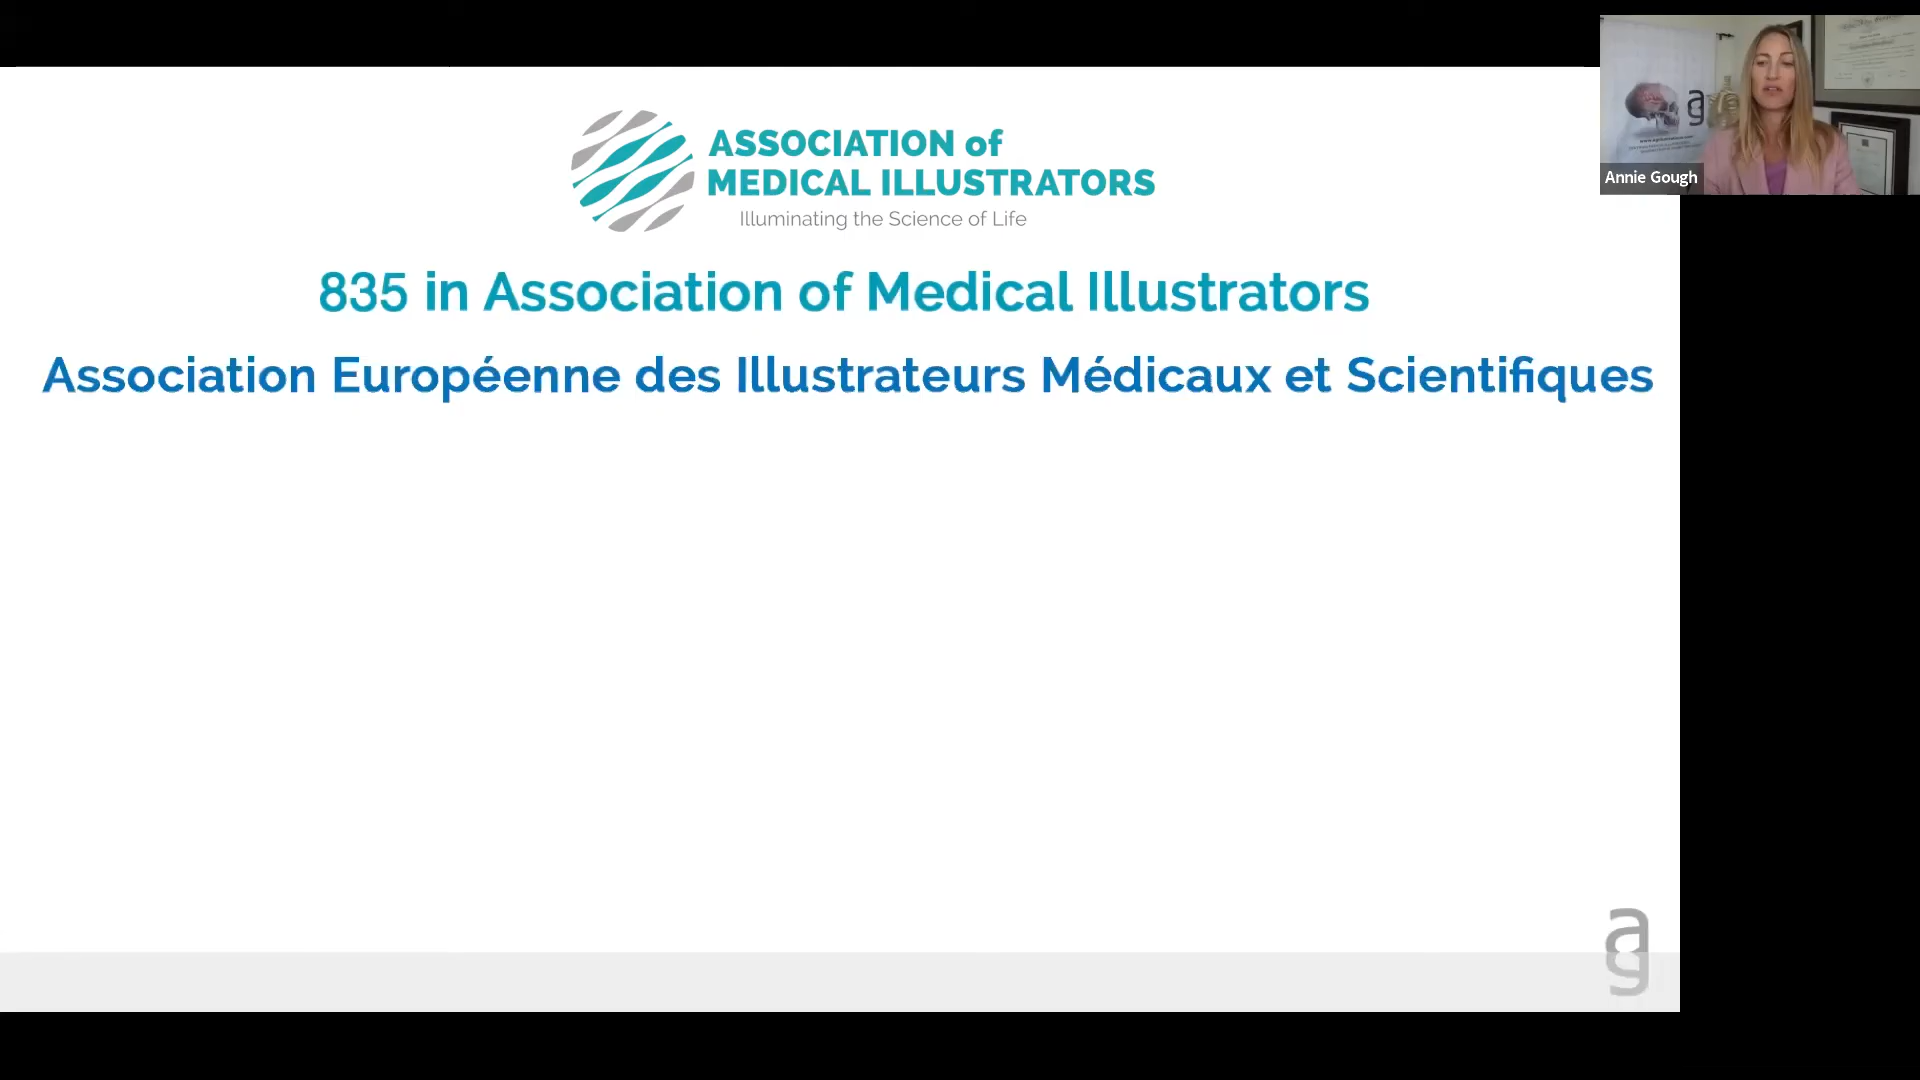 ASSOCIATION of
MEDICAL ILLUSTRATORS
Illuminating the Science of Life
835 in Association of Medical Illustrators
Association Européenne des Illustrateurs Médicaux et Scientifiques
Annie Gough
ag